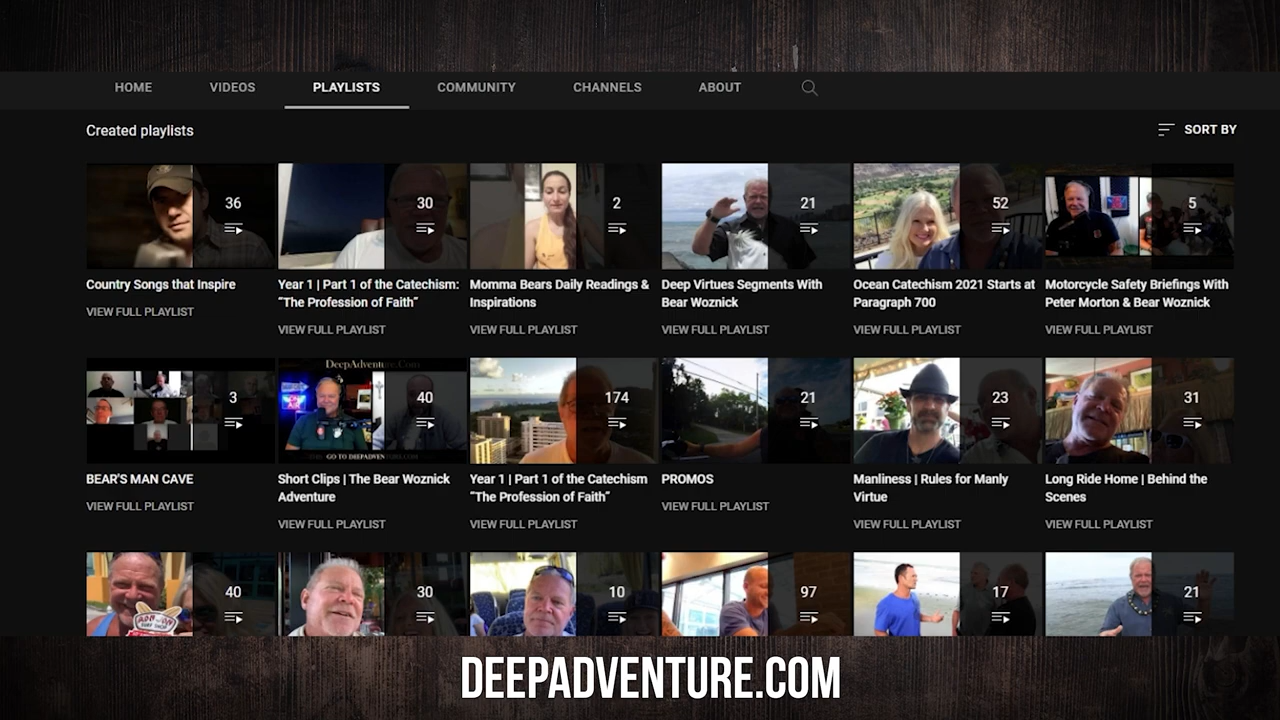 HOME VIDEOS PLAYLISTS COMMUNITY CHANNELS ABOUT
Created playlists
SORT BY
36 30 2 21 52 5
Country Songs that Inspire
VIEW FULL PLAYLIST
Year 1 | Part 1 of the Catechism:
“The Profession of Faith”
VIEW FULL PLAYLIST
Momma Bears Daily Readings &
Inspirations
VIEW FULL PLAYLIST
Deep Virtues Segments With
Bear Woznick
VIEW FULL PLAYLIST
Ocean Catechism 2021 Starts at
Paragraph 700
VIEW FULL PLAYLIST
Motorcycle Safety Briefings With
Peter Morton & Bear Woznick
VIEW FULL PLAYLIST
DeepAdventure.Com
GO TO DEEPADVENTURE.COM
3 40 174 21 23 31
BEAR'S MAN CAVE
VIEW FULL PLAYLIST
Short Clips | The Bear Woznick
Adventure
VIEW FULL PLAYLIST
Year 1 | Part 1 of the Catechism
“The Profession of Faith”
VIEW FULL PLAYLIST
PROMOS
VIEW FULL PLAYLIST
Manliness | Rules for Manly
Virtue
VIEW FULL PLAYLIST
Long Ride Home | Behind the
Scenes
VIEW FULL PLAYLIST
40 30 10 97 17 21
DEEPADVENTURE.COM